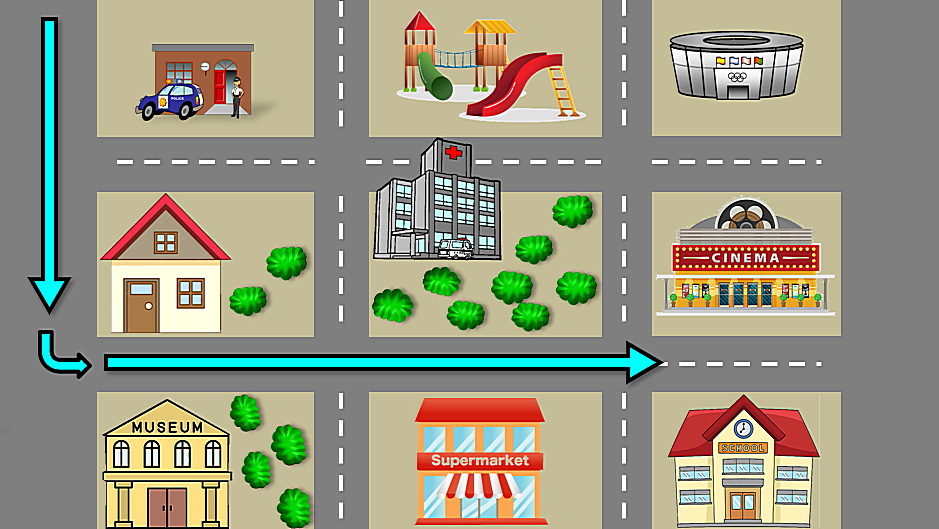 POLICE
CINEMA
MUSEUM
Supermarket
SCHOOL